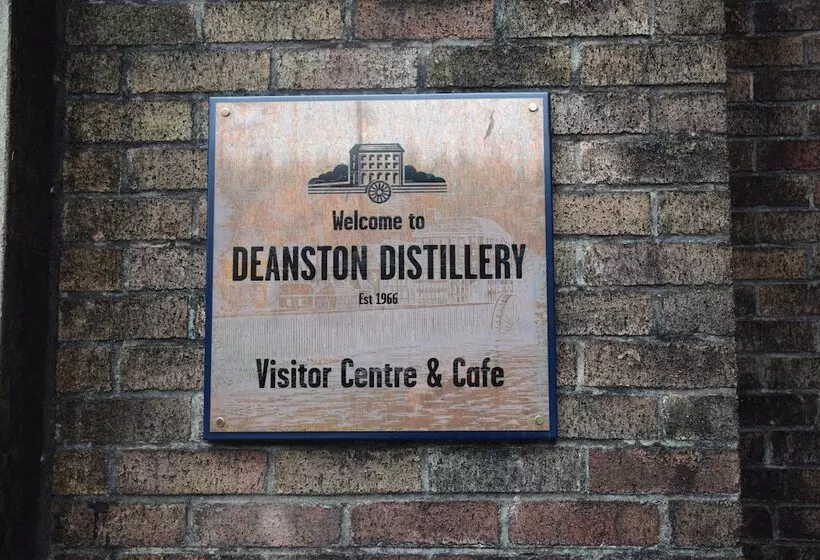 Welcome to
DEANSTON DISTILLERY
Est 1966
Visitor Centre & Cafe